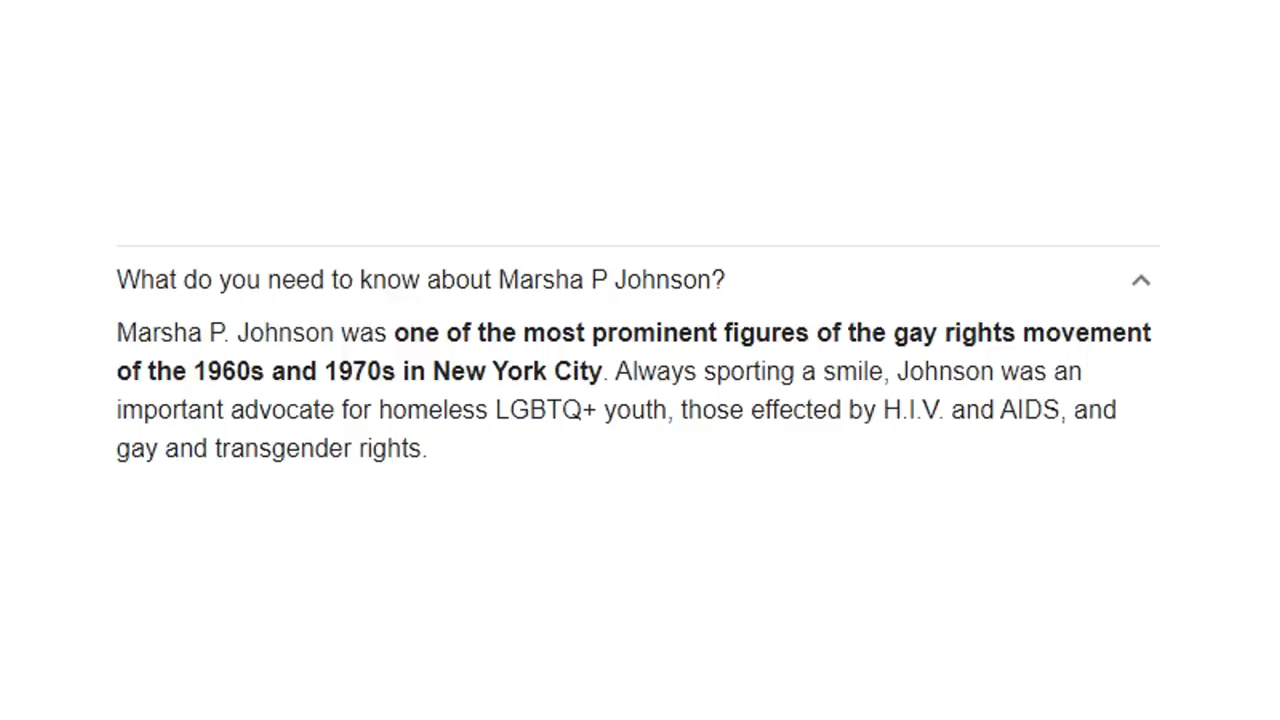 What do you need to know about Marsha P Johnson?
Marsha P. Johnson was one of the most prominent figures of the gay rights movement
of the 1960s and 1970s in New York City. Always sporting a smile, Johnson was an
important advocate for homeless LGBTQ+ youth, those effected by H.I.V. and AIDS, and
gay and transgender rights.